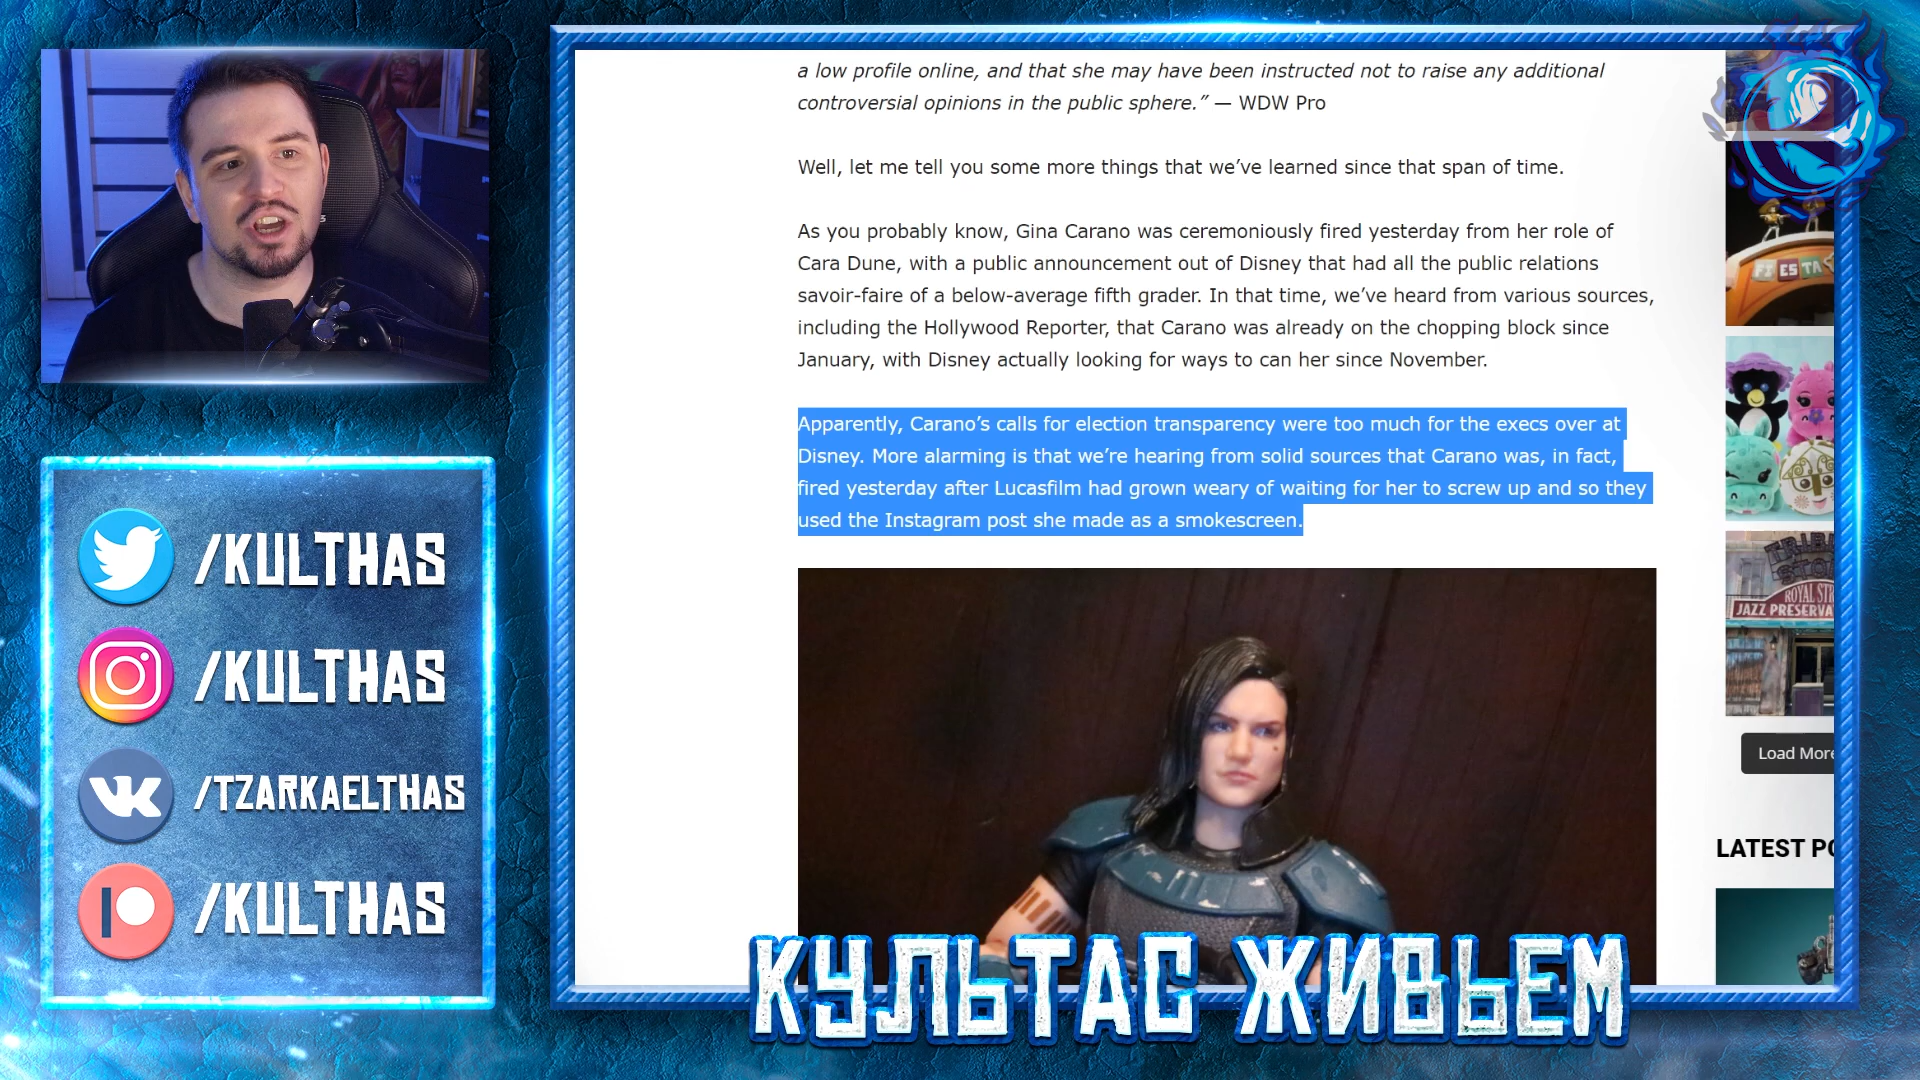 a low profile online, and that she may have been instructed not to raise any additional
controversial opinions in the public sphere.” — WDW Pro
Well, let me tell you some more things that we’ve learned since that span of time.
As you probably know, Gina Carano was ceremoniously fired yesterday from her role of
Cara Dune, with a public announcement out of Disney that had all the public relations
savoir-faire of a below-average fifth grader. In that time, we’ve heard from various sources,
including the Hollywood Reporter, that Carano was already on the chopping block since
January, with Disney actually looking for ways to can her since November.
Apparently, Carano’s calls for election transparency were too much for the execs over at
Disney. More alarming is that we’re hearing from solid sources that Carano was, in fact,
fired yesterday after Lucasfilm had grown weary of waiting for her to screw up and so they
used the Instagram post she made as a smokescreen.
FIESTA
ROYAL
JAZZ
Load More
LATEST
/KULTHAS
/KULTHAS
/TZARKAELTHAS
/KULTHAS
КУЛЬТАС ЖИВЬЕМ